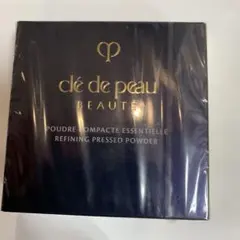 clé de peau
BEAUTÉ
POUDRE COMPACTE ESSENTIELLE
REFINING PRESSED POWDER